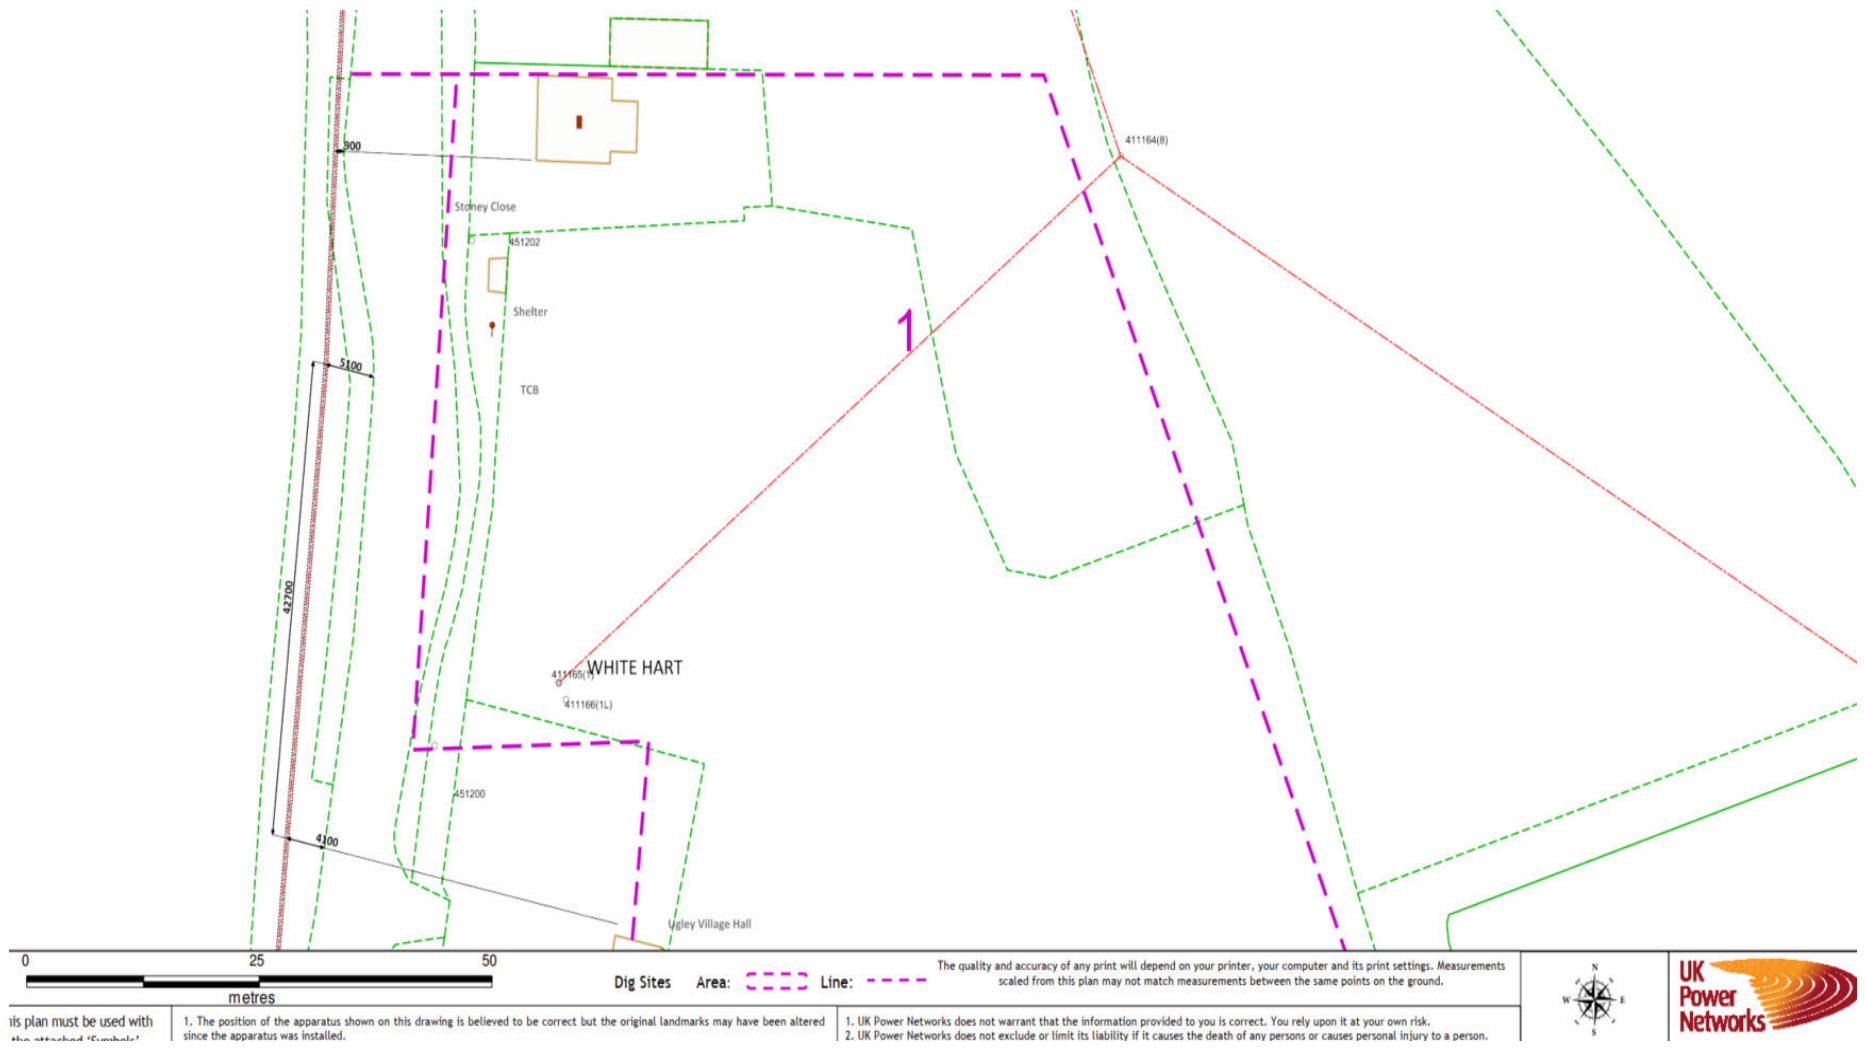 411164(8)
900
Stoney Close
451202
Shelter
1
5100
TCB
42700
WHITE HART
411165(1)
411166(1L)
451200
4100
Ugley Village Hall
0 25 50
metres
Dig Sites Area: Line:
The quality and accuracy of any print will depend on your printer, your computer and its print settings. Measurements
scaled from this plan may not match measurements between the same points on the ground.
N
W E
S
UK
Power
Networks
his plan must be used with
the attached 'Symbols'
1. The position of the apparatus shown on this drawing is believed to be correct but the original landmarks may have been altered
since the apparatus was installed.
1. UK Power Networks does not warrant that the information provided to you is correct. You rely upon it at your own risk.
2. UK Power Networks does not exclude or limit its liability if it causes the death of any persons or causes personal injury to a person.